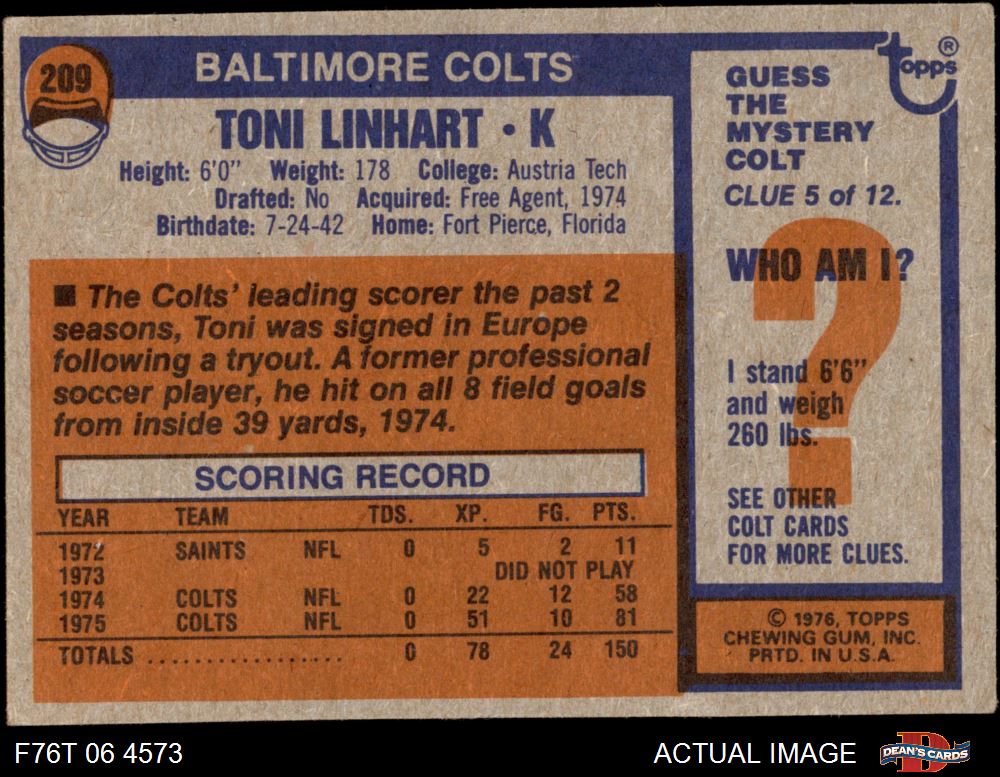 209
BALTIMORE COLTS
TONI LINHART • K
Height: 6'0" Weight: 178 College: Austria Tech
Drafted: No Acquired: Free Agent, 1974
Birthdate: 7-24-42 Home: Fort Pierce, Florida
■ The Colts' leading scorer the past 2
seasons, Toni was signed in Europe
following a tryout. A former professional
soccer player, he hit on all 8 field goals
from inside 39 yards, 1974.
SCORING RECORD
YEAR TEAM TDS. XP. FG. PTS.
1972 SAINTS NFL 0 5 2 11
1973 DID NOT PLAY
1974 COLTS NFL 0 22 12 58
1975 COLTS NFL 0 51 10 81
TOTALS .................. 0 78 24 150
topps ®
GUESS
THE
MYSTERY
COLT
CLUE 5 of 12.
?
WHO AM I?
I stand 6'6"
and weigh
260 lbs.
SEE OTHER
COLT CARDS
FOR MORE CLUES.
© 1976, TOPPS
CHEWING GUM, INC.
PRTD. IN U.S.A.
F76T 06 4573
ACTUAL IMAGE
D
DEAN'S CARDS